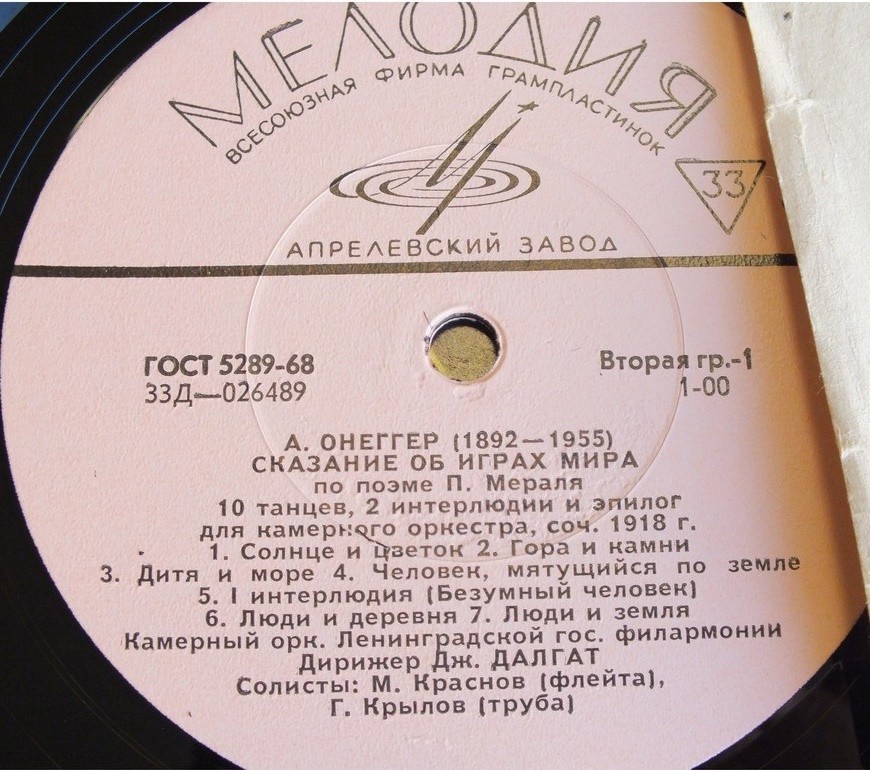 МЕЛОДИЯ
ВСЕСОЮЗНАЯ ФИРМА ГРАМПЛАСТИНОК
33
АПРЕЛЕВСКИЙ ЗАВОД
ГОСТ 5289-68
33Д—026489
Вторая гр.-1
1-00
А. ОНЕГГЕР (1892—1955)
СКАЗАНИЕ ОБ ИГРАХ МИРА
по поэме П. Мераля
10 танцев, 2 интерлюдии и эпилог
для камерного оркестра, соч. 1918 г.
1. Солнце и цветок 2. Гора и камни
3. Дитя и море 4. Человек, мятущийся по земле
5. I интерлюдия (Безумный человек)
6. Люди и деревня 7. Люди и земля
Камерный орк. Ленинградской гос. филармонии
Дирижер Дж. ДАЛГАТ
Солисты: М. Краснов (флейта),
Г. Крылов (труба)